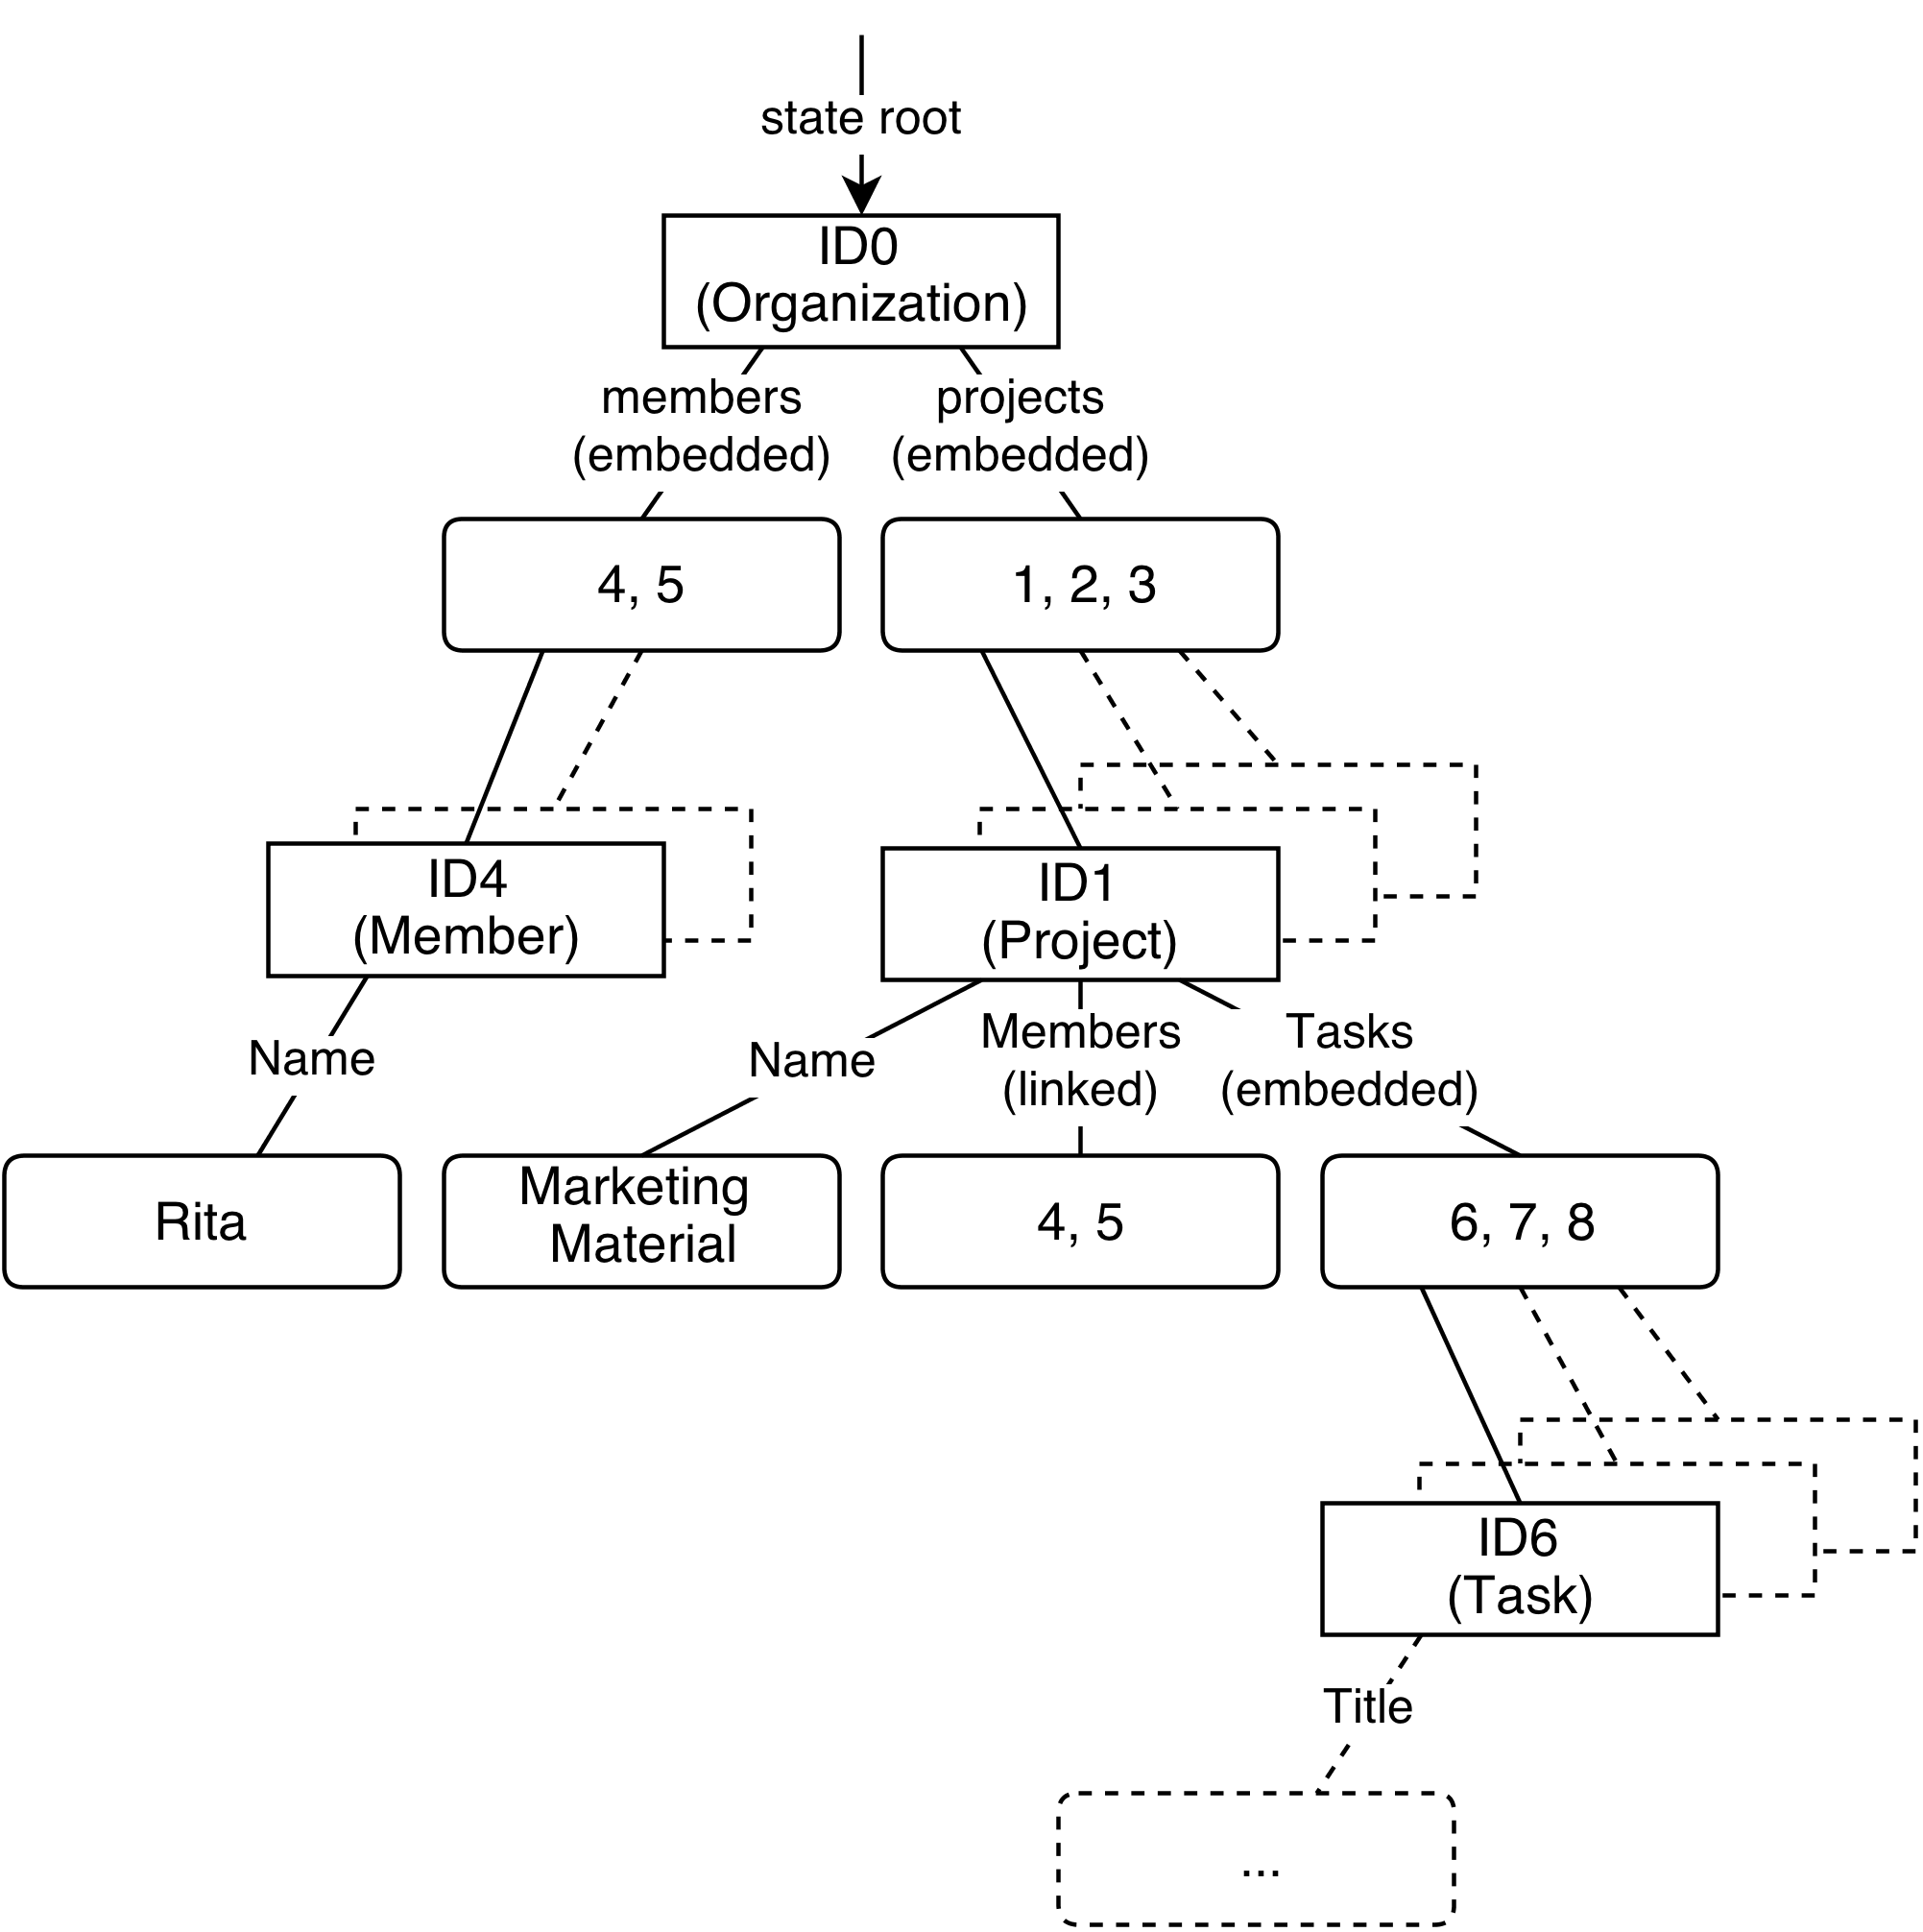 state root
ID0
(Organization)
members
(embedded)
projects
(embedded)
4, 5
1, 2, 3
ID4
(Member)
ID1
(Project)
Name
Name
Members
(linked)
Tasks
(embedded)
Rita
Marketing
Material
4, 5
6, 7, 8
ID6
(Task)
Title
...